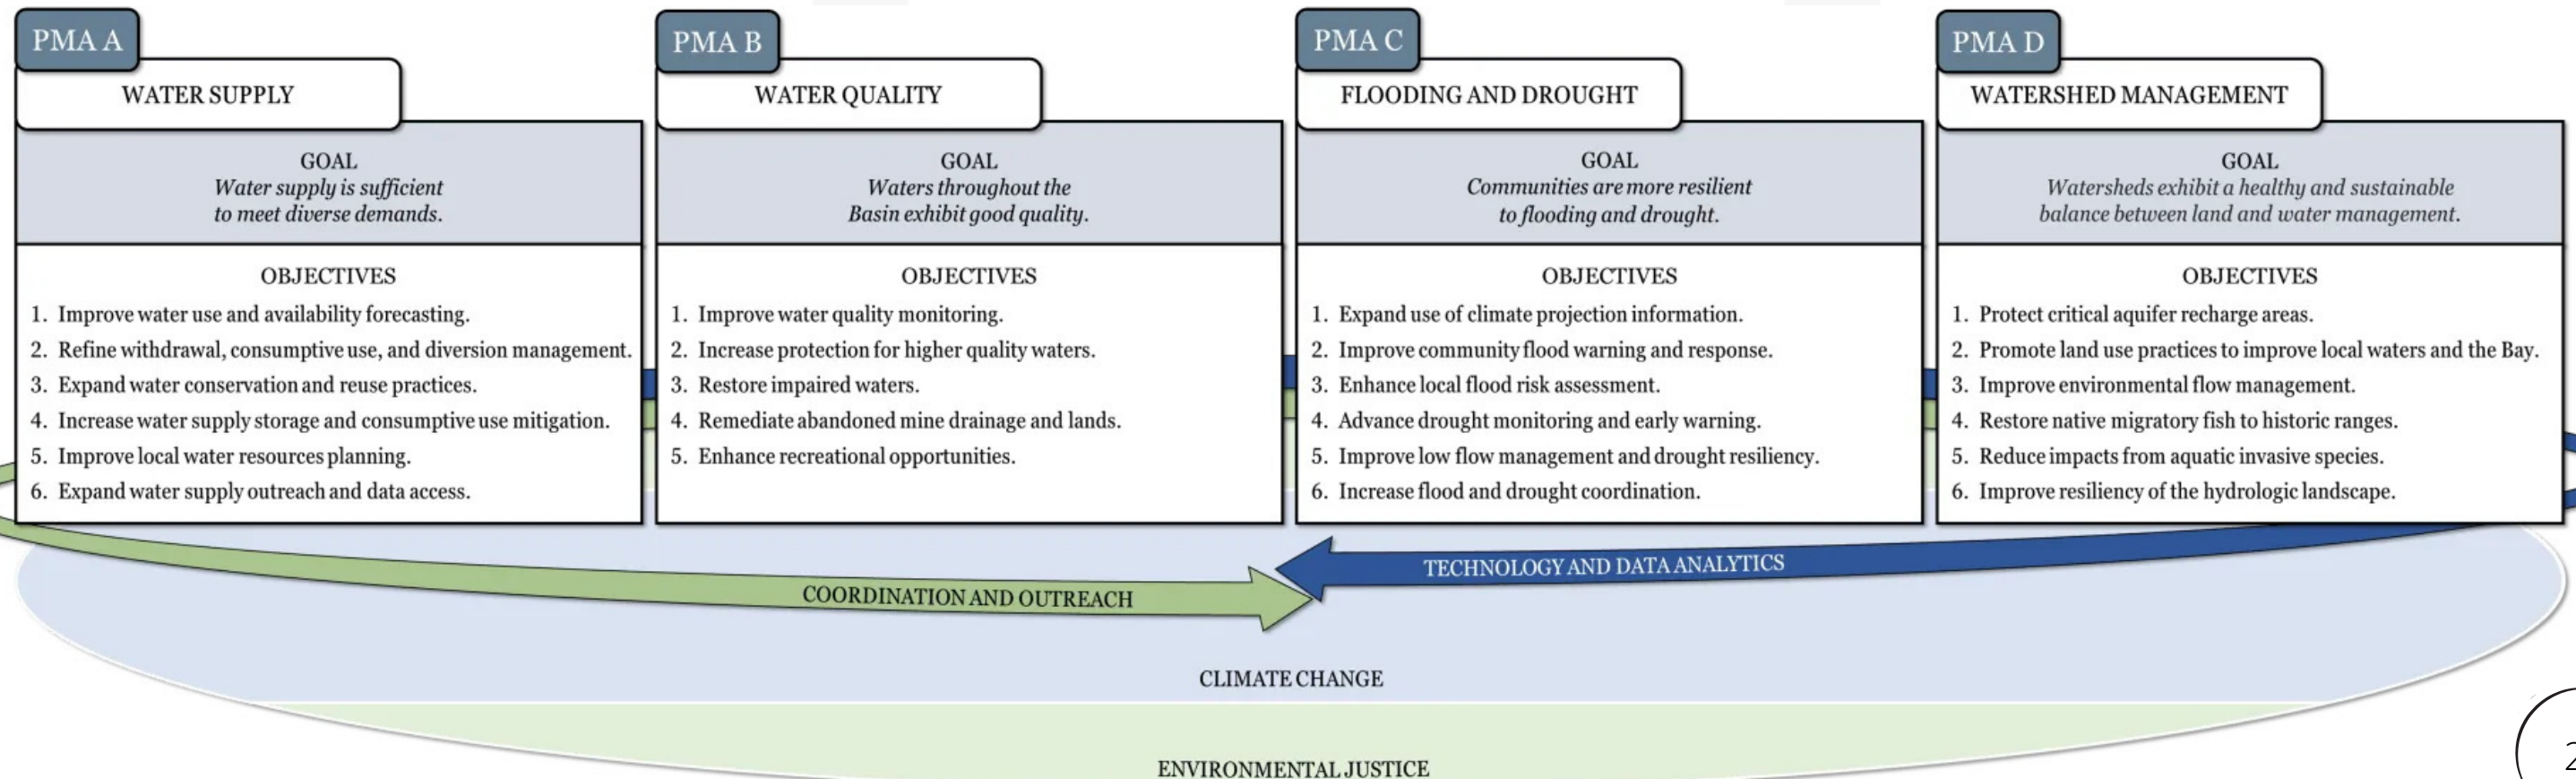 PMA A
WATER SUPPLY
GOAL
Water supply is sufficient
to meet diverse demands.
OBJECTIVES
1. Improve water use and availability forecasting.
2. Refine withdrawal, consumptive use, and diversion management.
3. Expand water conservation and reuse practices.
4. Increase water supply storage and consumptive use mitigation.
5. Improve local water resources planning.
6. Expand water supply outreach and data access.
PMA B
WATER QUALITY
GOAL
Waters throughout the
Basin exhibit good quality.
OBJECTIVES
1. Improve water quality monitoring.
2. Increase protection for higher quality waters.
3. Restore impaired waters.
4. Remediate abandoned mine drainage and lands.
5. Enhance recreational opportunities.
PMA C
FLOODING AND DROUGHT
GOAL
Communities are more resilient
to flooding and drought.
OBJECTIVES
1. Expand use of climate projection information.
2. Improve community flood warning and response.
3. Enhance local flood risk assessment.
4. Advance drought monitoring and early warning.
5. Improve low flow management and drought resiliency.
6. Increase flood and drought coordination.
PMA D
WATERSHED MANAGEMENT
GOAL
Watersheds exhibit a healthy and sustainable
balance between land and water management.
OBJECTIVES
1. Protect critical aquifer recharge areas.
2. Promote land use practices to improve local waters and the Bay.
3. Improve environmental flow management.
4. Restore native migratory fish to historic ranges.
5. Reduce impacts from aquatic invasive species.
6. Improve resiliency of the hydrologic landscape.
TECHNOLOGY AND DATA ANALYTICS
COORDINATION AND OUTREACH
CLIMATE CHANGE
ENVIRONMENTAL JUSTICE